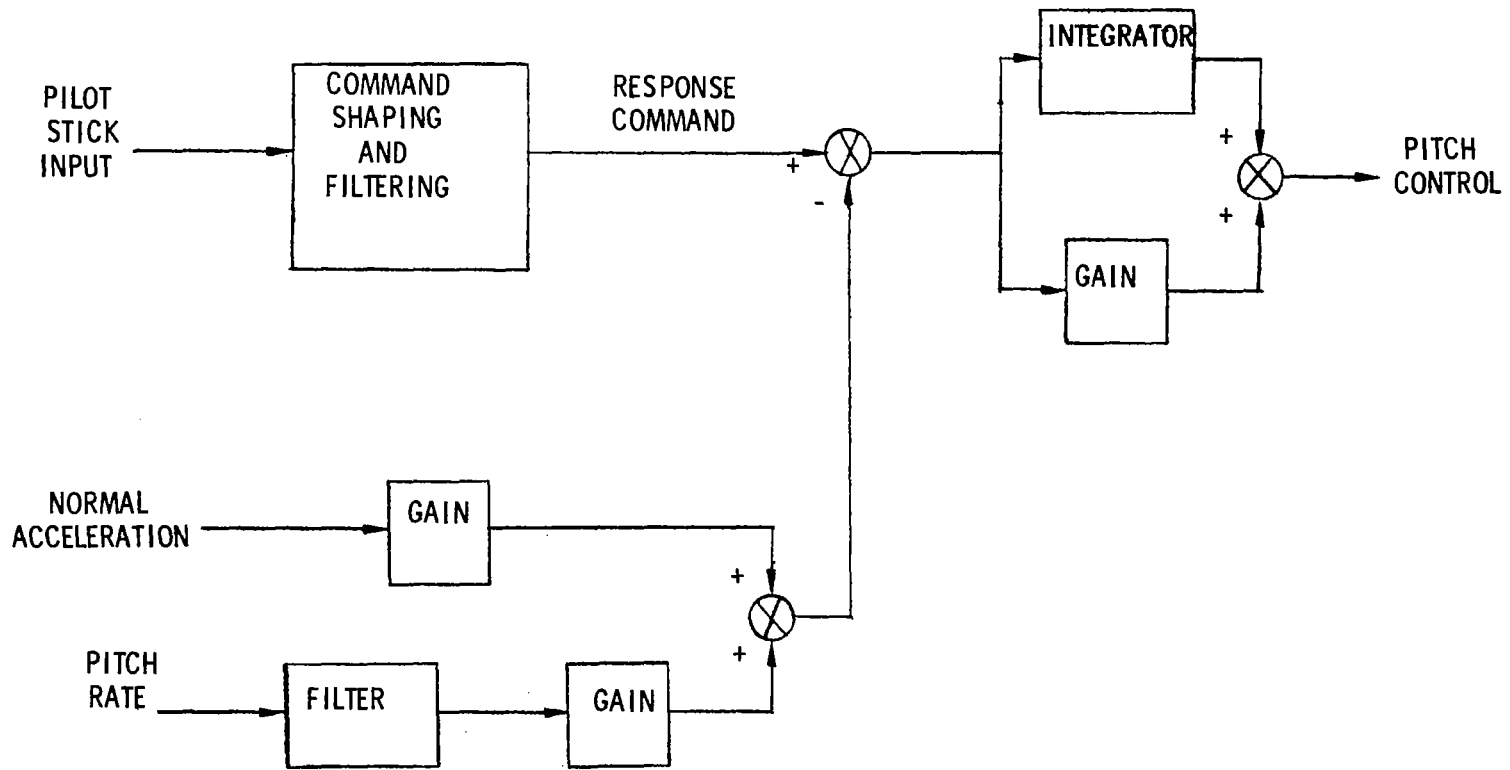 PILOT
STICK
INPUT
COMMAND
SHAPING
AND
FILTERING
RESPONSE
COMMAND
+
-
INTEGRATOR
GAIN
+
+
PITCH
CONTROL
NORMAL
ACCELERATION
GAIN
+
+
PITCH
RATE
FILTER
GAIN